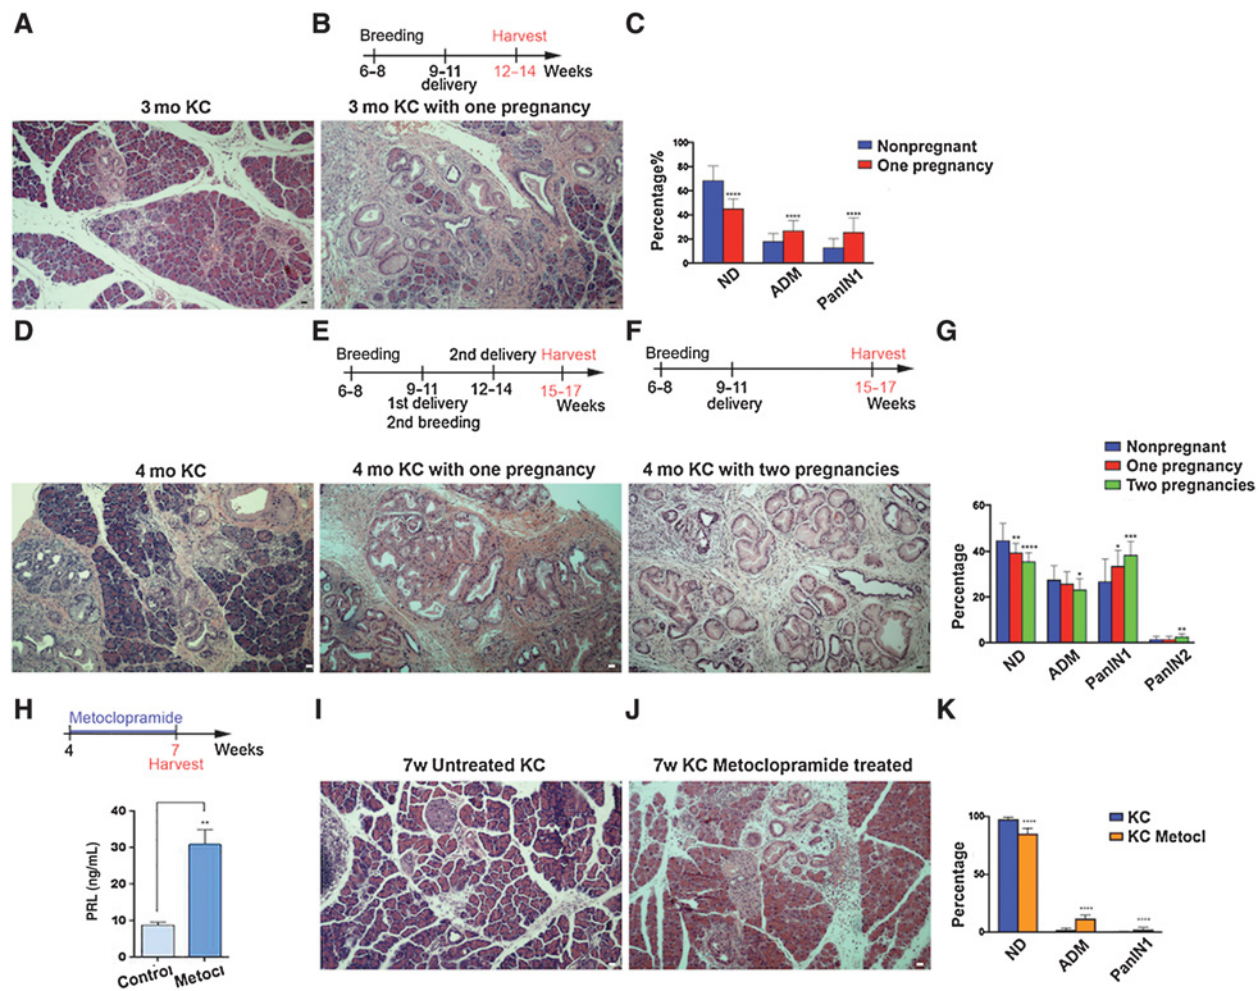 A
B
C
Breeding
Harvest
6–8
9–11
12–14
Weeks
delivery
3 mo KC
3 mo KC with one pregnancy
Nonpregnant
One pregnancy
Percentage%
100
80
60
40
20
0
****
****
****
ND
ADM
PanIN1
D
E
F
G
Breeding
2nd delivery
Harvest
6–8
9–11
12–14
15–17
1st delivery
Weeks
2nd breeding
Breeding
Harvest
6–8
9–11
15–17
delivery
Weeks
4 mo KC
4 mo KC with one pregnancy
4 mo KC with two pregnancies
Nonpregnant
One pregnancy
Two pregnancies
Percentage
60
40
20
0
**
****
*
*
***
**
ND
ADM
PanIN1
PanIN2
H
I
J
K
Metoclopramide
4
7
Weeks
Harvest
PRL (ng/mL)
40
30
20
10
0
**
Control
Metocl
7w Untreated KC
7w KC Metoclopramide treated
KC
KC Metocl
Percentage
100
50
0
****
****
****
ND
ADM
PanIN1